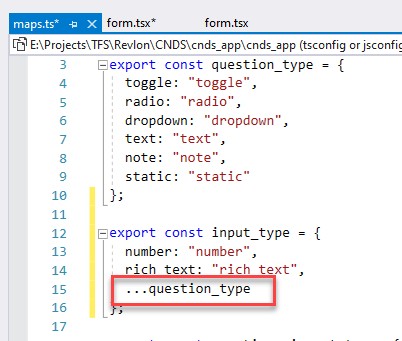 maps.ts* form.tsx* form.tsx
E:\Projects\TFS\Revlon\CNDS\cnds_app\cnds_app (tsconfig or jsconfig
3 export const question_type = {
4 toggle: "toggle",
5 radio: "radio",
6 dropdown: "dropdown",
7 text: "text",
8 note: "note",
9 static: "static"
10 };
11
12 export const input_type = {
13 number: "number",
14 rich_text: "rich_text",
15 ...question_type
16 };
17